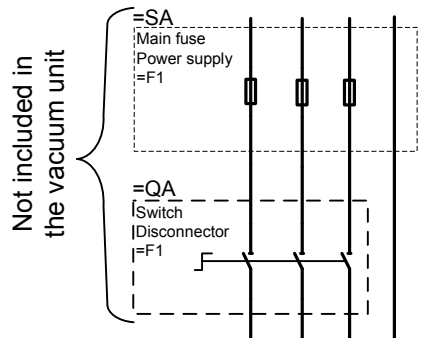 Not included in
the vacuum unit
=SA
Main fuse
Power supply
=F1
=QA
Switch
Disconnector
=F1